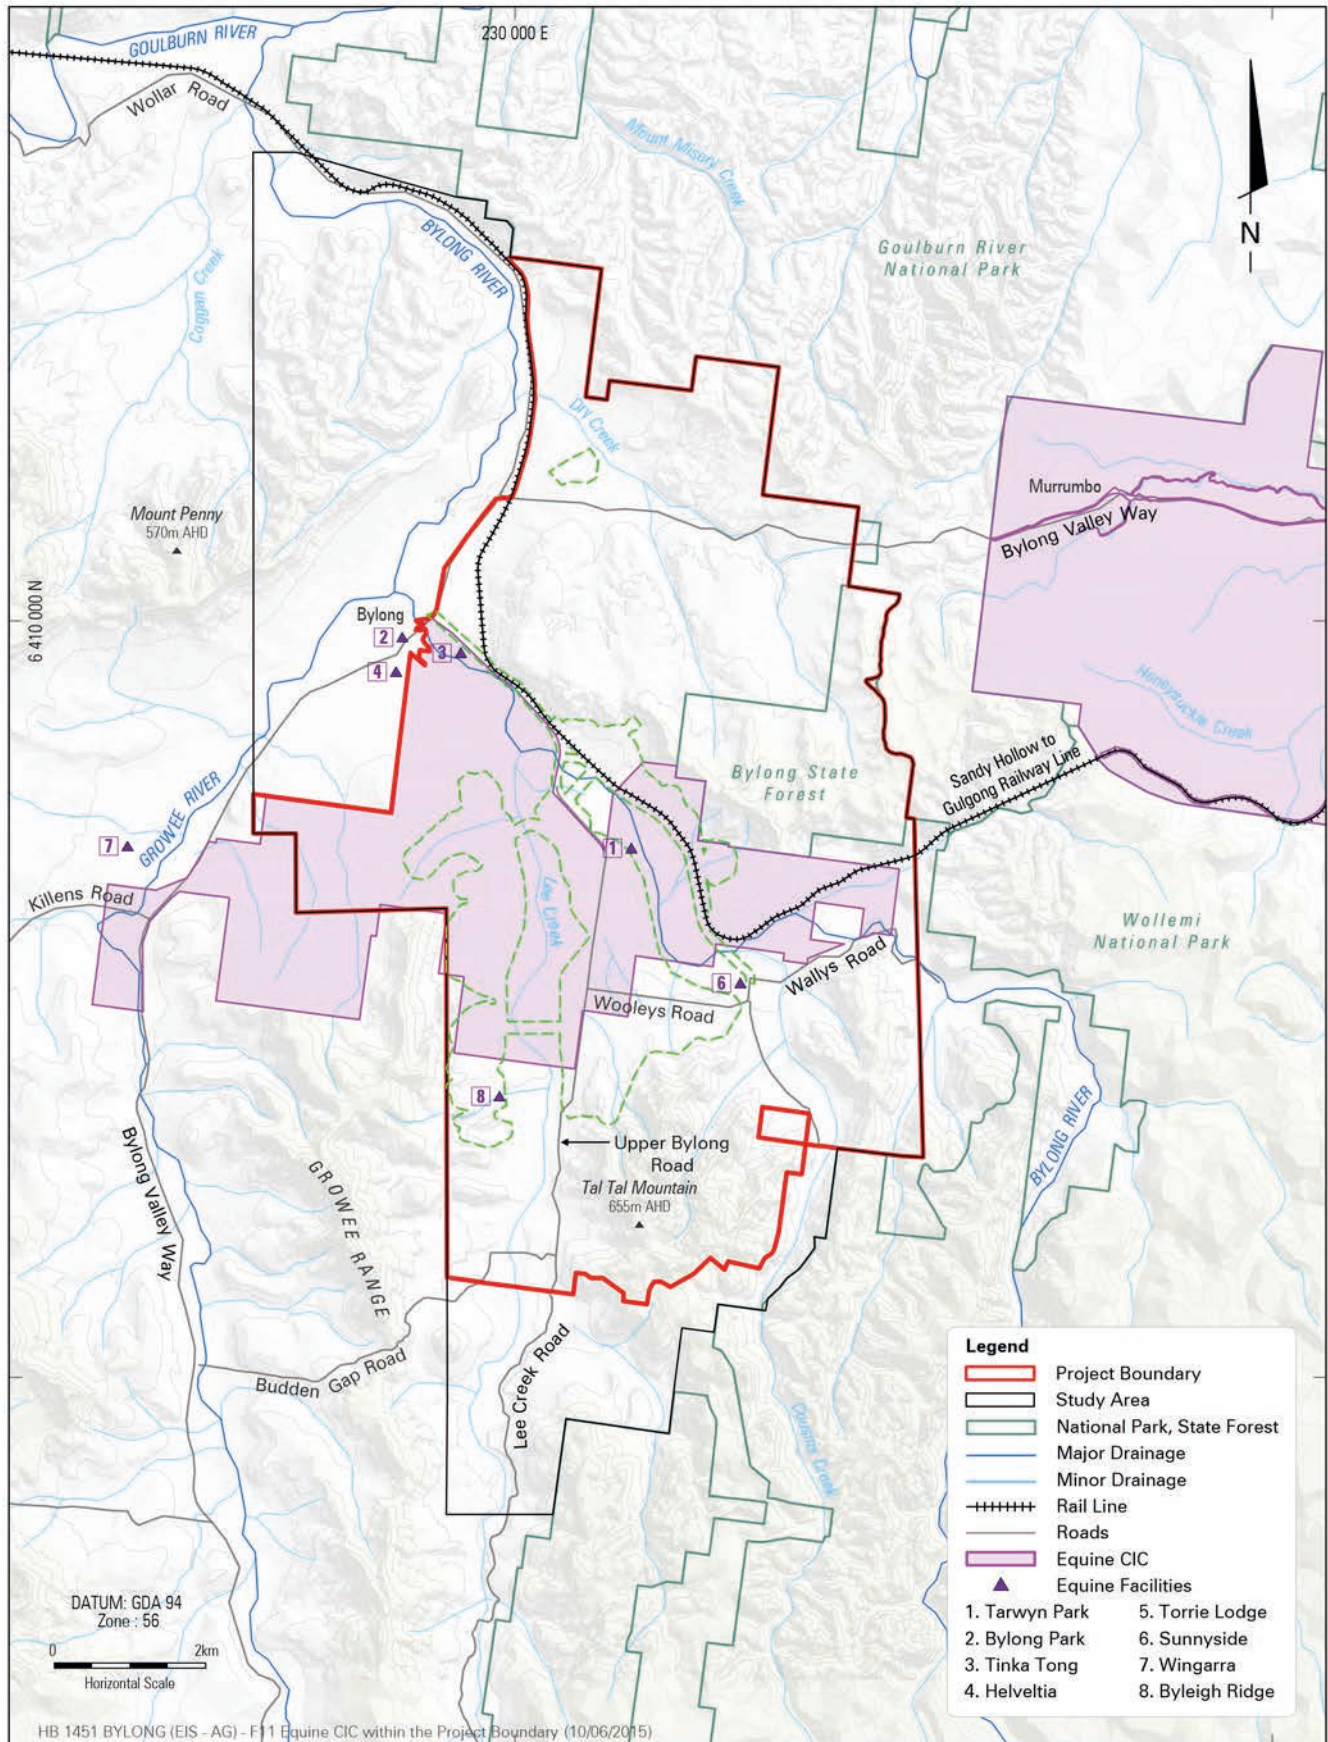 230 000 E
GOULBURN RIVER
Wollar Road
Mount Misery Creek
N
BYLONG RIVER
Goulburn River
National Park
Coggan Creek
Dry Creek
Murrumbo
Bylong Valley Way
Mount Penny
570m AHD
6 410 000 N
Bylong
2
3
4
Honeysuckle Creek
Sandy Hollow to
Gulgong Railway Line
Bylong State
Forest
GROWEE RIVER
7
1
Killens Road
Lee Creek
Wollemi
National Park
6
Wallys Road
Wooleys Road
8
BYLONG RIVER
Upper Bylong
Road
Tal Tal Mountain
655m AHD
Bylong Valley Way
GROWEE RANGE
Budden Gap Road
Lee Creek Road
Cousins Creek
Legend
Project Boundary
Study Area
National Park, State Forest
Major Drainage
Minor Drainage
Rail Line
Roads
Equine CIC
Equine Facilities
1. Tarwyn Park
2. Bylong Park
3. Tinka Tong
4. Helveltia
5. Torrie Lodge
6. Sunnyside
7. Wingarra
8. Byleigh Ridge
DATUM: GDA 94
Zone : 56
0 2km
Horizontal Scale
HB 1451 BYLONG (EIS - AG) - F11 Equine CIC within the Project Boundary (10/06/2015)